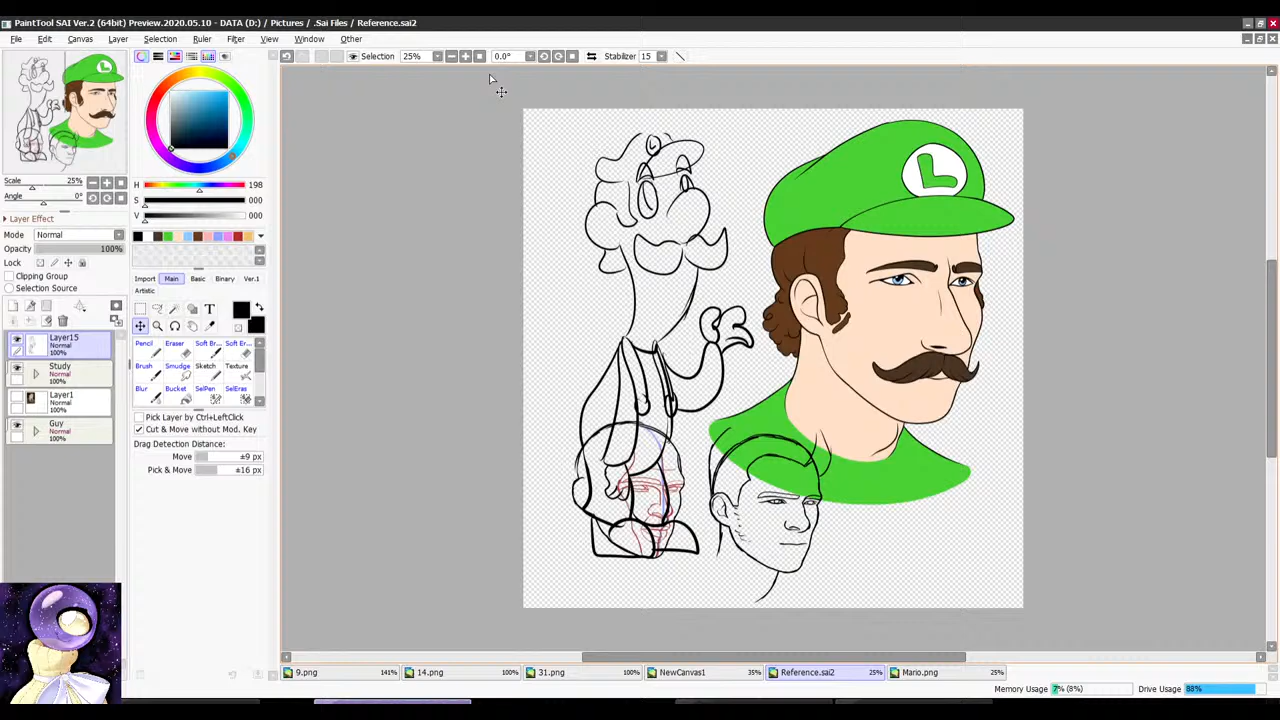 PaintTool SAI Ver.2 (64bit) Preview.2020.05.10 - DATA (D:) / Pictures / .Sai Files / Reference.sai2
File Edit Canvas Layer Selection Ruler Filter View Window Other
Selection 25% 0.0° Stabilizer 15
Scale 25%
Angle 0°
Layer Effect
Mode Normal
Opacity 100%
Lock
Clipping Group
Selection Source
Layer15
Normal
100%
Study
Normal
100%
Layer1
Normal
100%
Guy
Normal
100%
H 198
S 000
V 000
Import Main Basic Binary Ver.1
Artistic
T
Pencil Eraser Soft Br... Soft Er...
Brush Smudge Sketch Texture
Blur Bucket SelPen SelEras
Pick Layer by Ctrl+LeftClick
Cut & Move without Mod. Key
Drag Detection Distance:
Move ±9 px
Pick & Move ±16 px
L
L
9.png 141% 14.png 100% 31.png 100% NewCanvas1 35% Reference.sai2 25% Mario.png 25%
Memory Usage 7% (8%) Drive Usage 88%